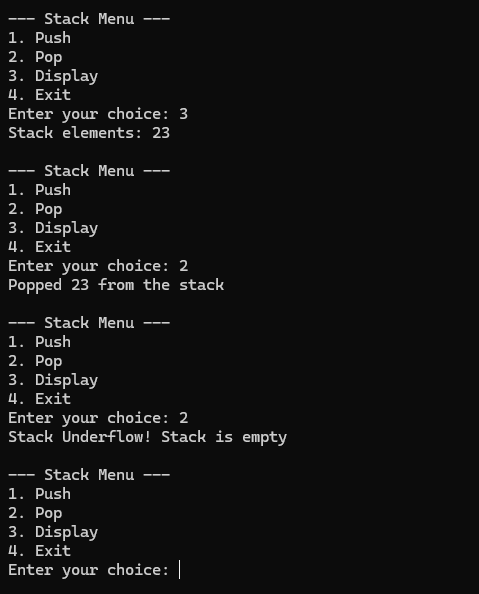 --- Stack Menu ---
1. Push
2. Pop
3. Display
4. Exit
Enter your choice: 3
Stack elements: 23
--- Stack Menu ---
1. Push
2. Pop
3. Display
4. Exit
Enter your choice: 2
Popped 23 from the stack
--- Stack Menu ---
1. Push
2. Pop
3. Display
4. Exit
Enter your choice: 2
Stack Underflow! Stack is empty
--- Stack Menu ---
1. Push
2. Pop
3. Display
4. Exit
Enter your choice: